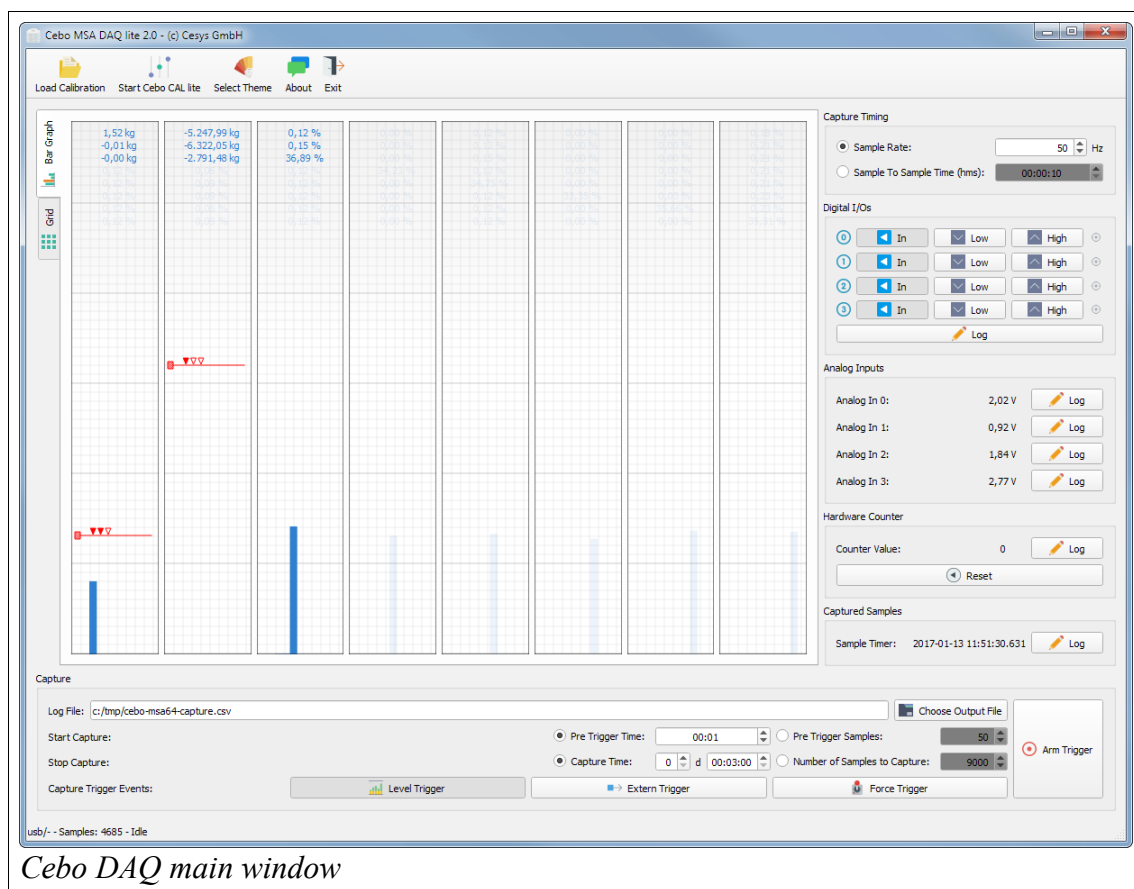 Cebo MSA DAQ lite 2.0 - (c) Cesys GmbH
Load Calibration Start Cebo CAL lite Select Theme About Exit
Bar Graph
Grid
1,52 kg -5.247,99 kg 0,12 %
-0,01 kg -6.322,05 kg 0,15 %
-0,00 kg -2.791,48 kg 36,89 %
Capture Timing
Sample Rate: 50 Hz
Sample To Sample Time (hms): 00:00:10
Digital I/Os
0 In Low High
1 In Low High
2 In Low High
3 In Low High
Log
Analog Inputs
Analog In 0: 2,02 V Log
Analog In 1: 0,92 V Log
Analog In 2: 1,84 V Log
Analog In 3: 2,77 V Log
Hardware Counter
Counter Value: 0 Log
Reset
Captured Samples
Sample Timer: 2017-01-13 11:51:30.631 Log
Capture
Log File: c:/tmp/cebo-msa64-capture.csv Choose Output File
Start Capture: Pre Trigger Time: 00:01 Pre Trigger Samples: 50
Arm Trigger
Stop Capture: Capture Time: 0 d 00:03:00 Number of Samples to Capture: 9000
Capture Trigger Events: Level Trigger Extern Trigger Force Trigger
usb/- - Samples: 4685 - Idle
Cebo DAQ main window